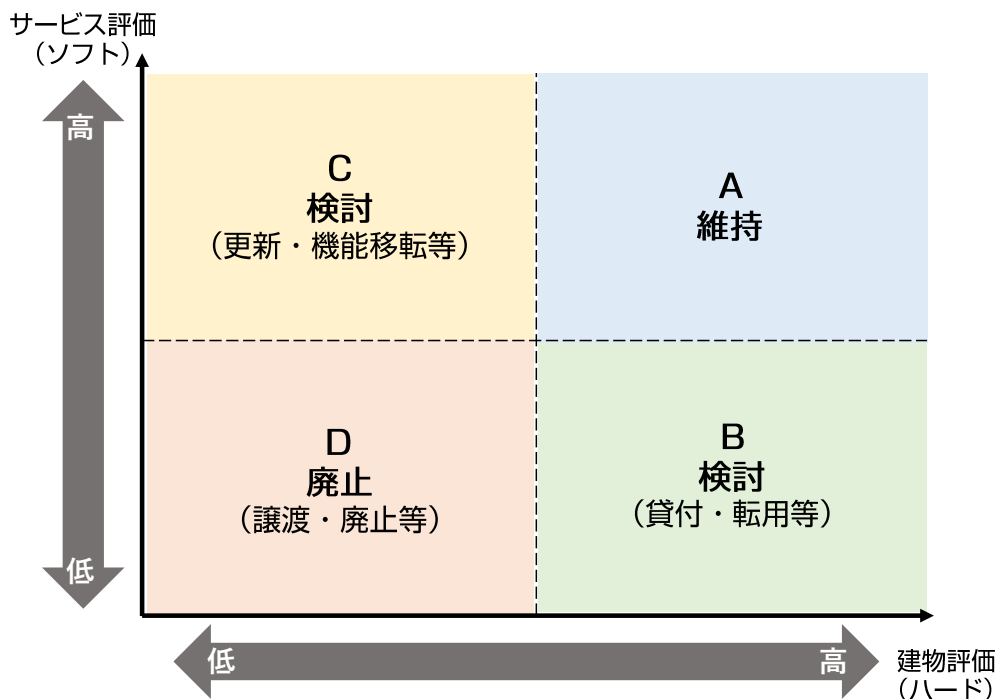 サービス評価
（ソフト）
高
C
検討
（更新・機能移転等）
A
維持
D
廃止
（譲渡・廃止等）
B
検討
（貸付・転用等）
低
低
高
建物評価
（ハード）